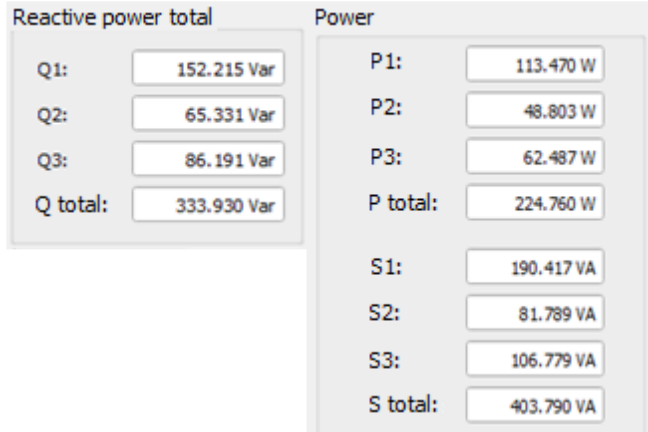 Reactive power total
Q1: 152.215 Var
Q2: 65.331 Var
Q3: 86.191 Var
Q total: 333.930 Var
Power
P1: 113.470 W
P2: 48.803 W
P3: 62.487 W
P total: 224.760 W
S1: 190.417 VA
S2: 81.789 VA
S3: 106.779 VA
S total: 403.790 VA